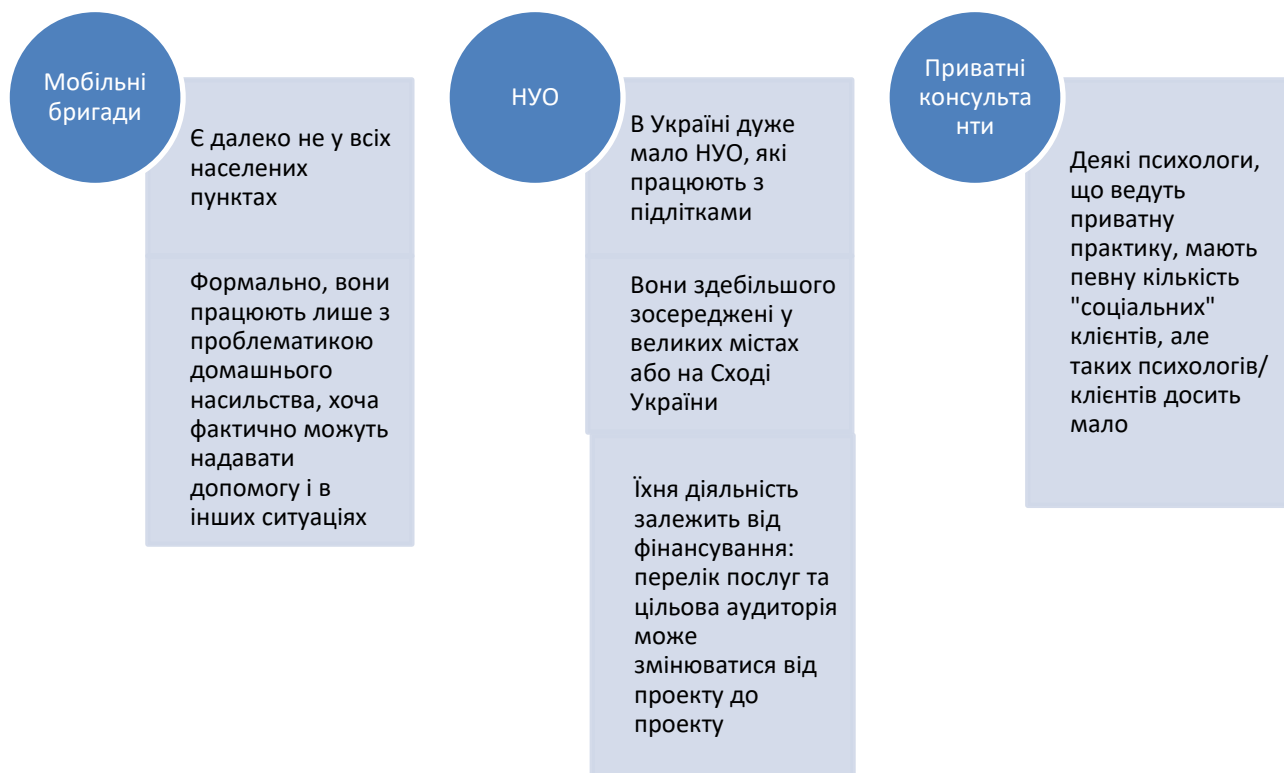 Мобільні
бригади
Є далеко не у всіх
населених
пунктах
Формально, вони
працюють лише з
проблематикою
домашнього
насильства, хоча
фактично можуть
надавати
допомогу і в
інших ситуаціях
НУО
В Україні дуже
мало НУО, які
працюють з
підлітками
Вони здебільшого
зосереджені у
великих містах
або на Сході
України
Їхня діяльність
залежить від
фінансування:
перелік послуг та
цільова аудиторія
може
змінюватися від
проекту до
проекту
Приватні
консульта
нти
Деякі психологи,
що ведуть
приватну
практику, мають
певну кількість
"соціальних"
клієнтів, але
таких психологів/
клієнтів досить
мало